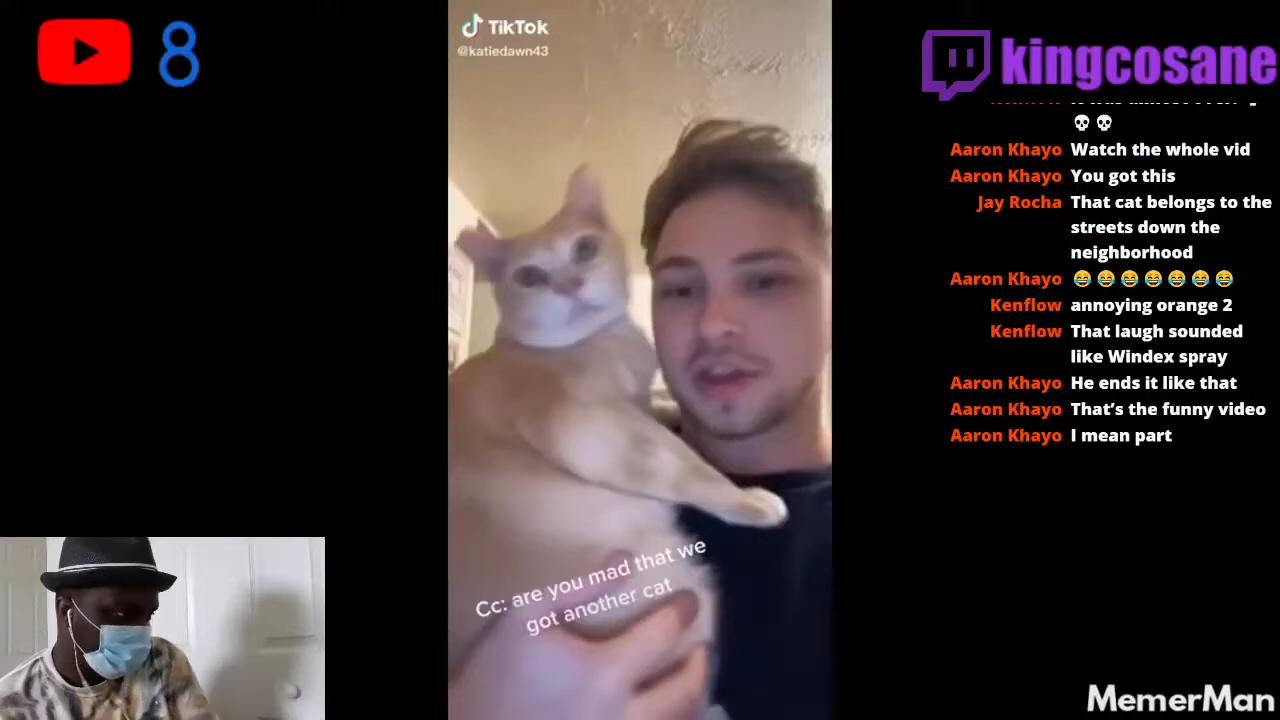 8
TikTok
@katiedawn43
kingcosane
💀💀
Aaron Khayo Watch the whole vid
Aaron Khayo You got this
Jay Rocha That cat belongs to the
streets down the
neighborhood
Aaron Khayo 😂😂😂😂😂😂😂
Kenflow annoying orange 2
Kenflow That laugh sounded
like Windex spray
Aaron Khayo He ends it like that
Aaron Khayo That's the funny video
Aaron Khayo I mean part
Cc: are you mad that we
got another cat
MemerMan